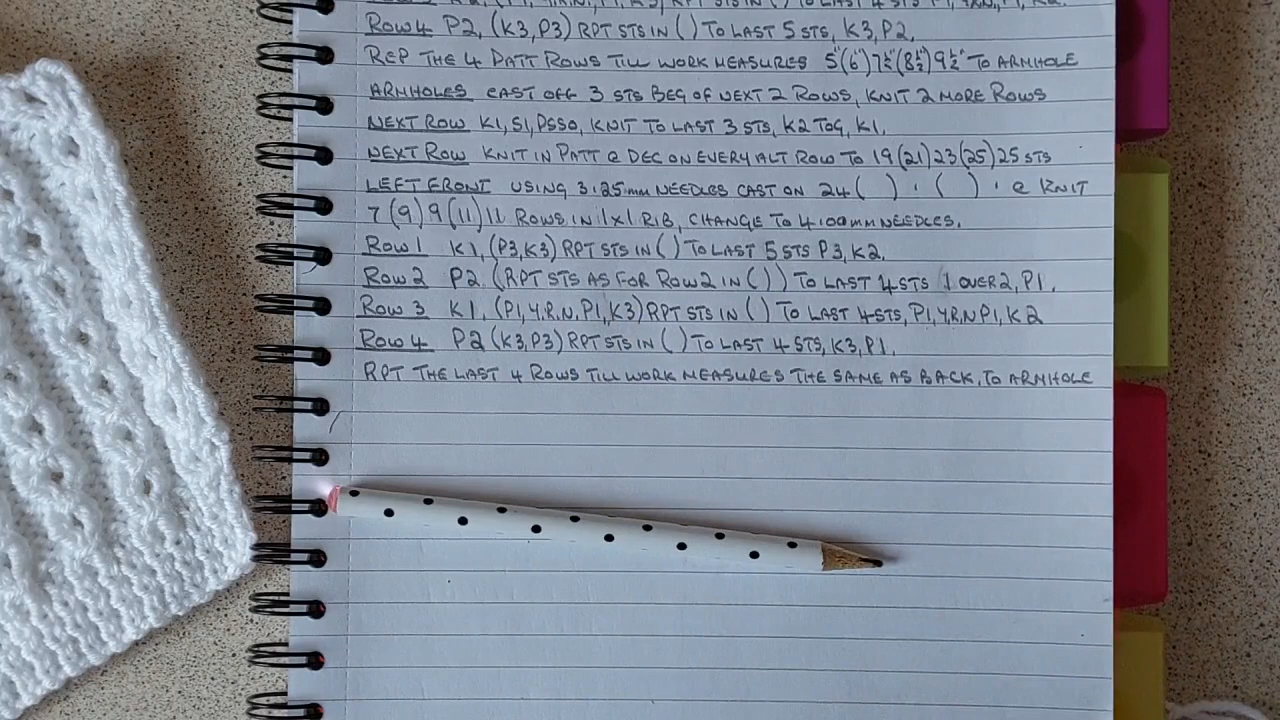 Row 4 P2, (K3, P3) RPT STS IN ( ) TO LAST 5 STS, K3, P2.
REP THE 4 PATT ROWS TILL WORK MEASURES 5"(6")7½"(8½")9½" TO ARMHOLE
ARMHOLES CAST OFF 3 STS BEG OF NEXT 2 ROWS, KNIT 2 MORE ROWS
NEXT ROW K1, S1, PSSO, KNIT TO LAST 3 STS, K2 TOG, K1.
NEXT ROW KNIT IN PATT @ DEC ON EVERY ALT ROW TO 19(21)23(25)25 STS
LEFT FRONT USING 3.25mm NEEDLES CAST ON 24( ) . ( ) . @ KNIT
7(9)9(11)11 ROWS IN 1x1 RIB, CHANGE TO 4.00mm NEEDLES.
Row 1 K1, (P3, K3) RPT STS IN ( ) TO LAST 5 STS P3, K2.
Row 2 P2 (RPT STS AS FOR ROW 2 IN ( )) TO LAST 4 STS 1 OVER 2, P1.
Row 3 K1, (P1, Y.R.N, P1, K3) RPT STS IN ( ) TO LAST 4 STS, P1, Y,R,N P1, K2
Row 4 P2 (K3, P3) RPT STS IN ( ) TO LAST 4 STS, K3, P1.
RPT THE LAST 4 ROWS TILL WORK MEASURES THE SAME AS BACK, TO ARMHOLE